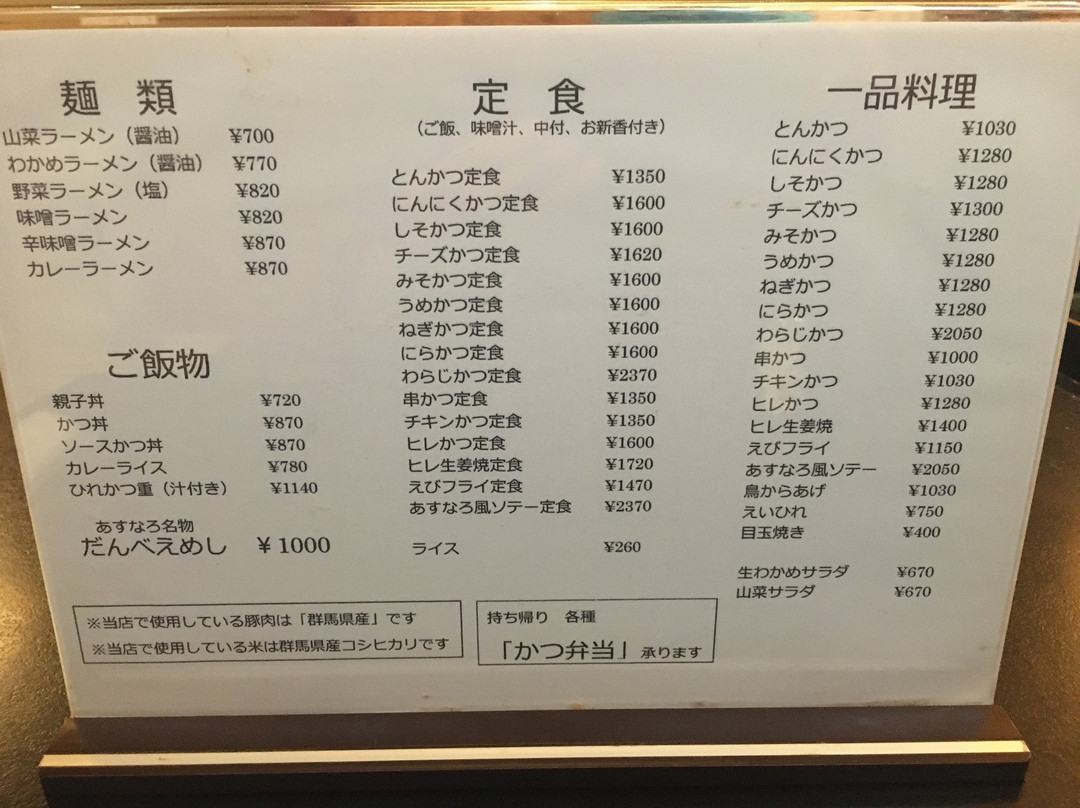 麺 類
山菜ラーメン（醤油） ¥700
わかめラーメン（醤油） ¥770
野菜ラーメン（塩） ¥820
味噌ラーメン ¥820
辛味噌ラーメン ¥870
カレーラーメン ¥870
ご飯物
親子丼 ¥720
かつ丼 ¥870
ソースかつ丼 ¥870
カレーライス ¥780
ひれかつ重（汁付き） ¥1140
あすなろ名物
だんべえめし ¥1000
定 食
（ご飯、味噌汁、中付、お新香付き）
とんかつ定食 ¥1350
にんにくかつ定食 ¥1600
しそかつ定食 ¥1600
チーズかつ定食 ¥1620
みそかつ定食 ¥1600
うめかつ定食 ¥1600
ねぎかつ定食 ¥1600
にらかつ定食 ¥1600
わらじかつ定食 ¥2370
串かつ定食 ¥1350
チキンかつ定食 ¥1350
ヒレかつ定食 ¥1600
ヒレ生姜焼定食 ¥1720
えびフライ定食 ¥1470
あすなろ風ソテー定食 ¥2370
ライス ¥260
一品料理
とんかつ ¥1030
にんにくかつ ¥1280
しそかつ ¥1280
チーズかつ ¥1300
みそかつ ¥1280
うめかつ ¥1280
ねぎかつ ¥1280
にらかつ ¥1280
わらじかつ ¥2050
串かつ ¥1000
チキンかつ ¥1030
ヒレかつ ¥1280
ヒレ生姜焼 ¥1400
えびフライ ¥1150
あすなろ風ソテー ¥2050
鳥からあげ ¥1030
えいひれ ¥750
目玉焼き ¥400
生わかめサラダ ¥670
山菜サラダ ¥670
※当店で使用している豚肉は「群馬県産」です
※当店で使用している米は群馬県産コシヒカリです
持ち帰り 各種
「かつ弁当」承ります